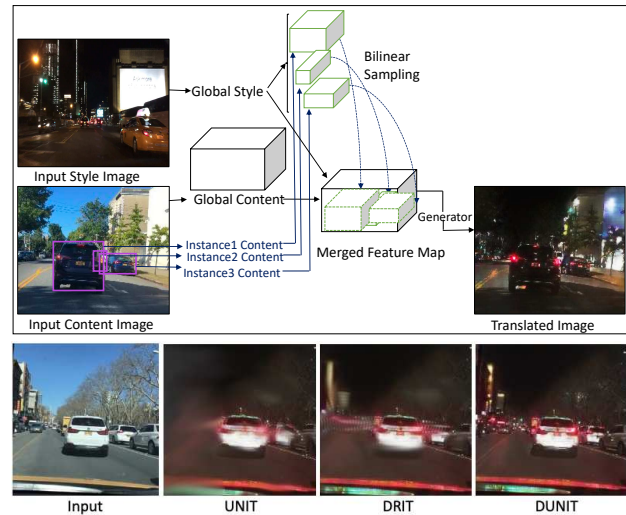 Bilinear
Sampling
Global Style
Input Style Image
Global Content
Generator
Instance1 Content
Instance2 Content
Instance3 Content
Merged Feature Map
Input Content Image
Translated Image
Input
UNIT
DRIT
DUNIT